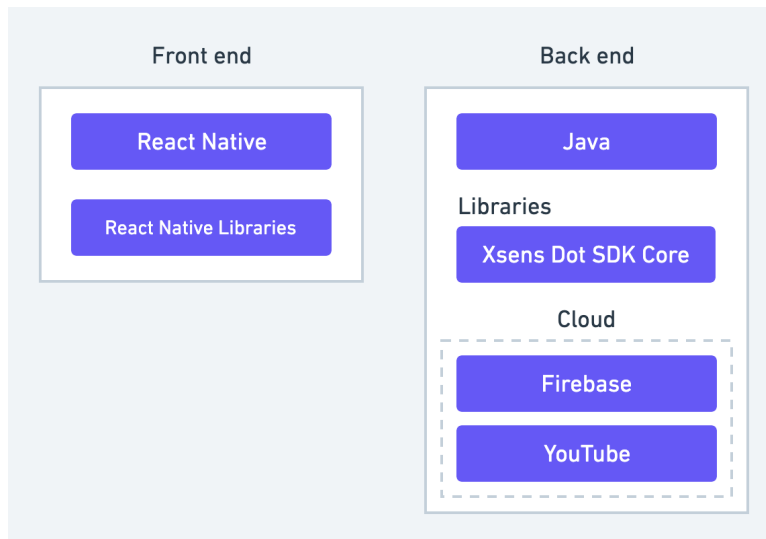 Front end
React Native
React Native Libraries
Back end
Java
Libraries
Xsens Dot SDK Core
Cloud
Firebase
YouTube